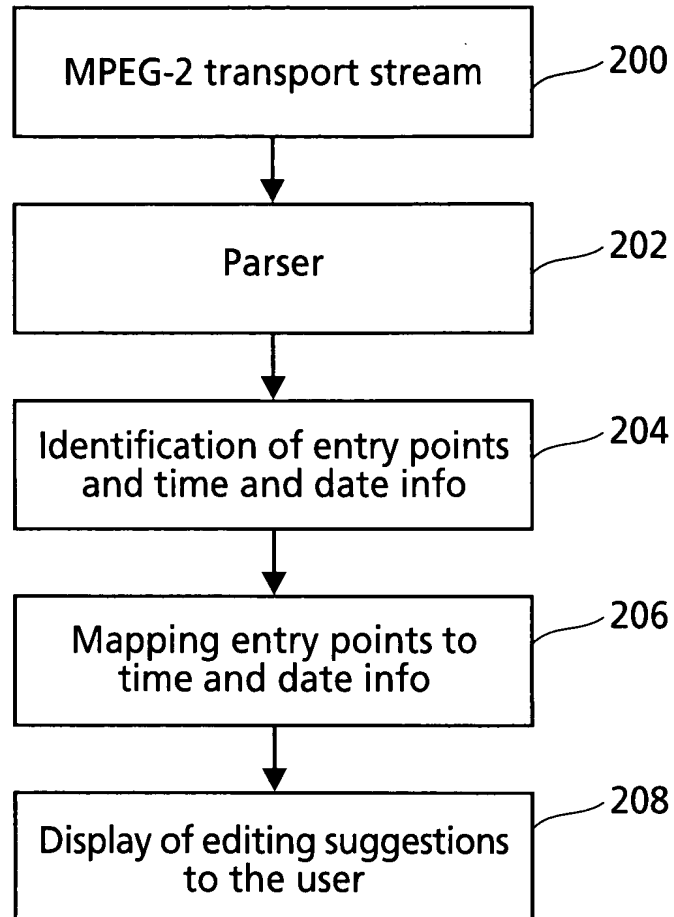 MPEG-2 transport stream
200
Parser
202
Identification of entry points
and time and date info
204
Mapping entry points to
time and date info
206
Display of editing suggestions
to the user
208